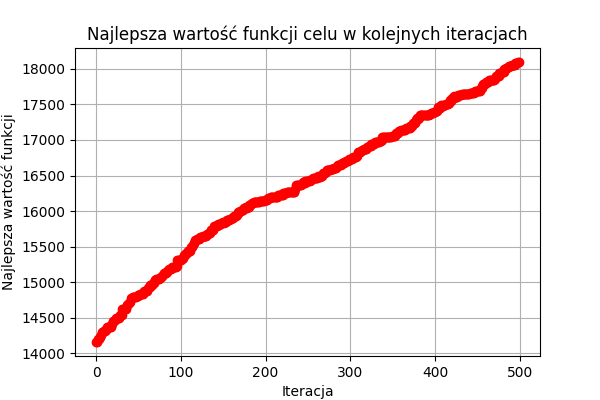 Najlepsza wartość funkcji celu w kolejnych iteracjach
Najlepsza wartość funkcji
18000
17500
17000
16500
16000
15500
15000
14500
14000
0 100 200 300 400 500
Iteracja